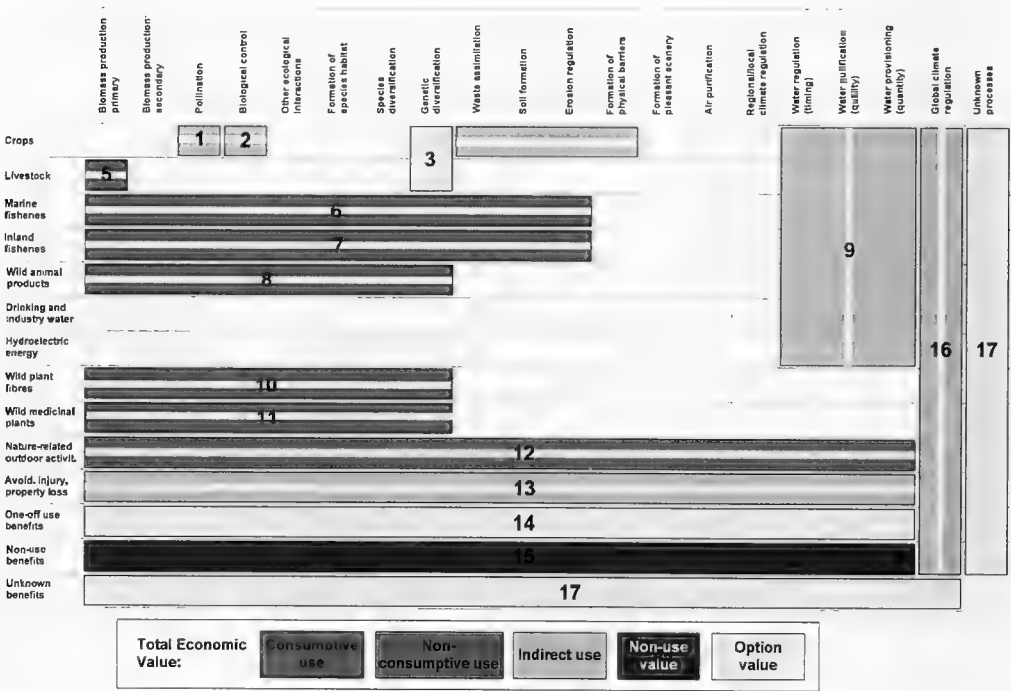 Biomass production
primary
Biomass production
secondary
Pollination
Biological control
Other ecological
Interactions
Formation of
species habitat
Species
diversification
Genetic
diversification
Waste assimilation
Soil formation
Erosion regulation
Formation of
physical barriers
Formation of
pleasant scenery
Air purification
Regional/local
climate regulation
Water regulation
(timing)
Water purification
(quality)
Water provisioning
(quantity)
Global climate
regulation
Unknown
processes
Crops
1
2
3
Livestock
5
Marine
fishenes
6
Inland
fishenes
7
9
Wild animal
products
8
Drinking and
industry water
Hydroelectric
energy
16
17
Wild plant
fibres
10
Wild medicinal
plants
11
Nature-related
outdoor activit.
12
Avoid. injury,
property loss
13
One-off use
benefits
14
Non-use
benefits
15
Unknown
benefits
17
Total Economic
Value:
Consumptive
use
Non-
consumptive use
Indirect use
Non-use
value
Option
value